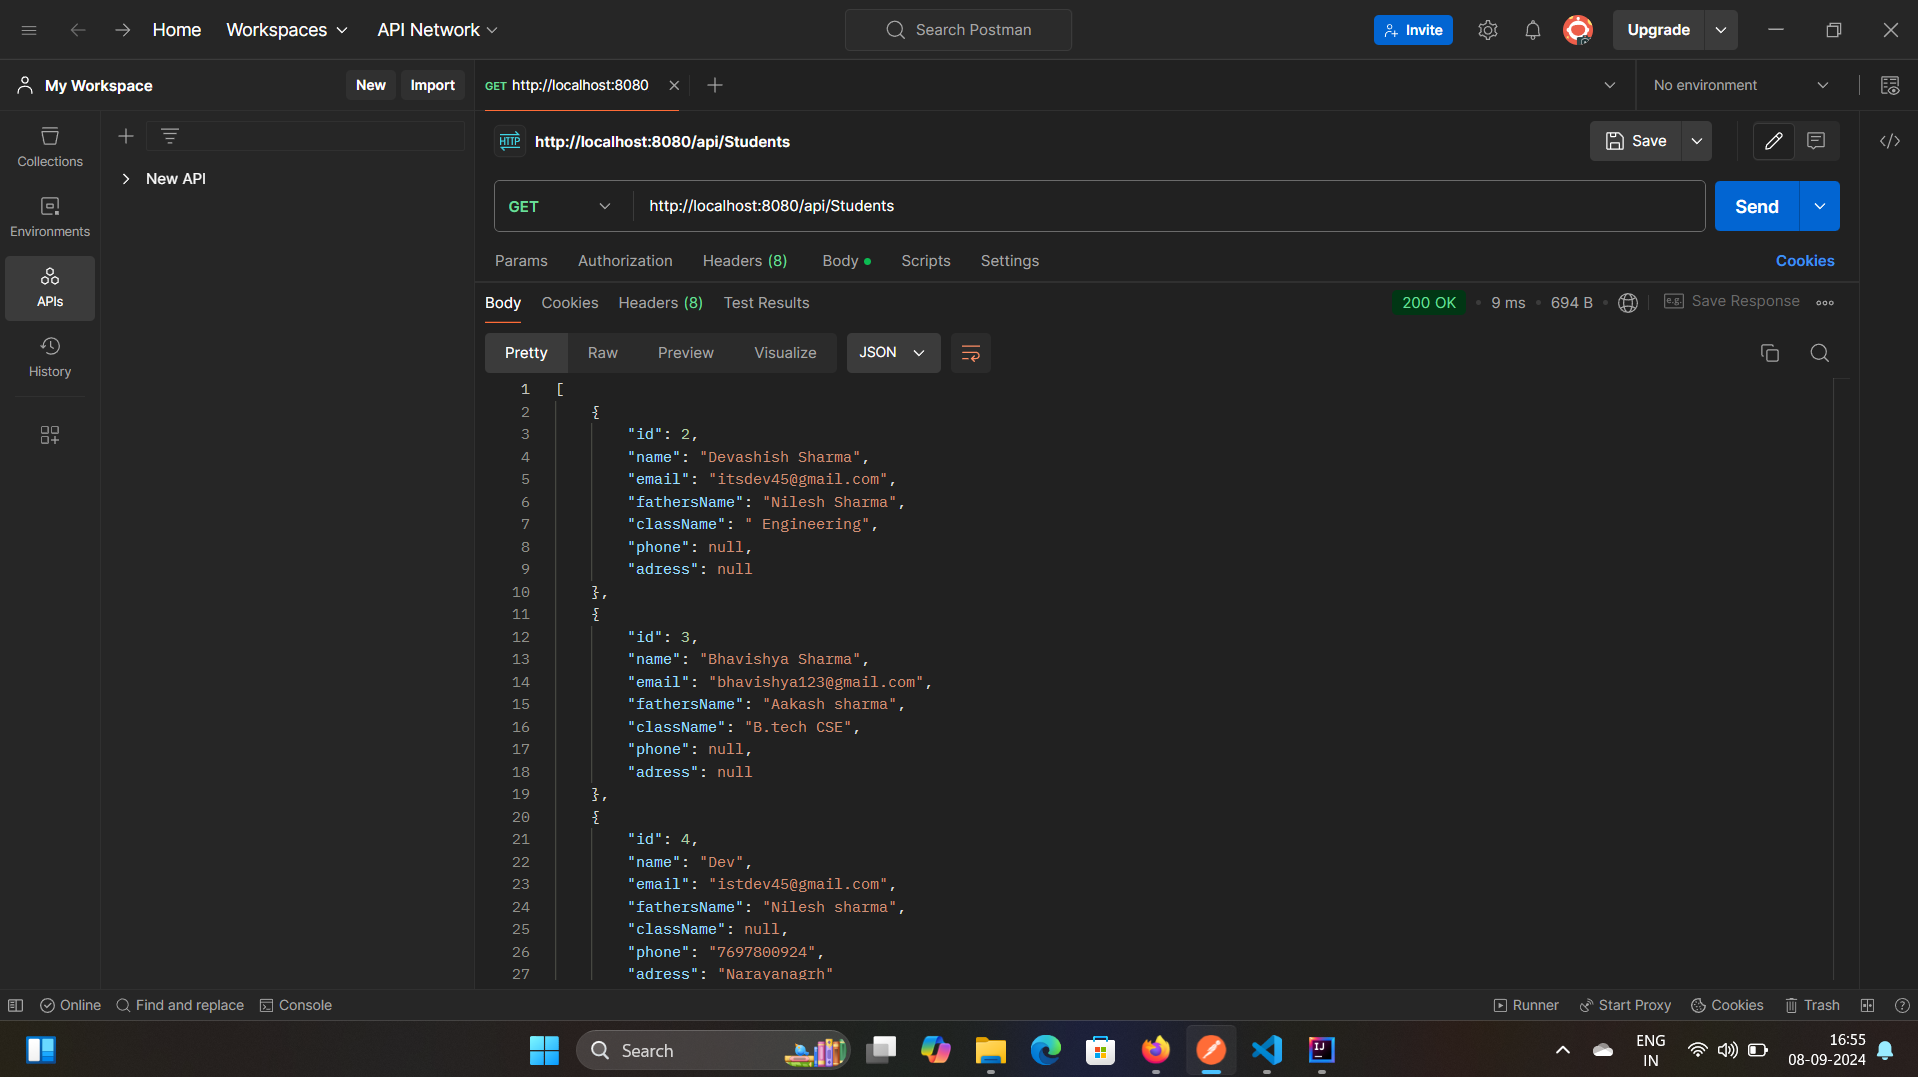 Home
Workspaces
API Network
Search Postman
Invite
Upgrade
My Workspace
New
Import
GET http://localhost:8080
No environment
Collections
Environments
APIs
History
New API
HTTP
http://localhost:8080/api/Students
Save
GET
http://localhost:8080/api/Students
Send
Params
Authorization
Headers (8)
Body
Scripts
Settings
Cookies
Body
Cookies
Headers (8)
Test Results
200 OK
9 ms
694 B
e.g.
Save Response
Pretty
Raw
Preview
Visualize
JSON
1 [
2 {
3 "id": 2,
4 "name": "Devashish Sharma",
5 "email": "itsdev45@gmail.com",
6 "fathersName": "Nilesh Sharma",
7 "className": " Engineering",
8 "phone": null,
9 "adress": null
10 },
11 {
12 "id": 3,
13 "name": "Bhavishya Sharma",
14 "email": "bhavishya123@gmail.com",
15 "fathersName": "Aakash sharma",
16 "className": "B.tech CSE",
17 "phone": null,
18 "adress": null
19 },
20 {
21 "id": 4,
22 "name": "Dev",
23 "email": "istdev45@gmail.com",
24 "fathersName": "Nilesh sharma",
25 "className": null,
26 "phone": "7697800924",
27 "adress": "Narayanagrh"
Online
Find and replace
Console
Runner
Start Proxy
Cookies
Trash
Search
IJ
ENG
IN
16:55
08-09-2024